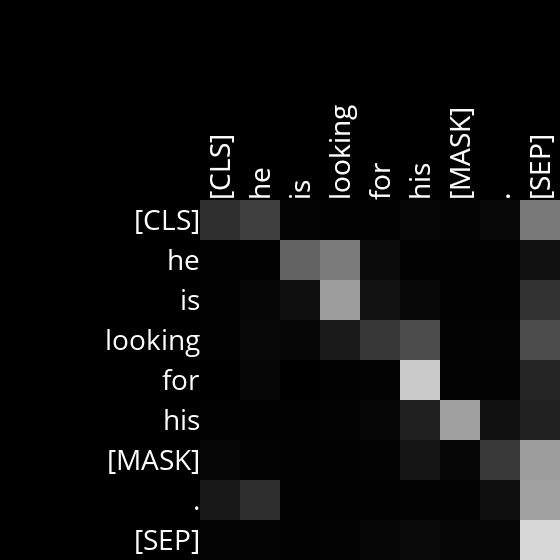 [CLS] he is looking for his [MASK] . [SEP]
[CLS]
he
is
looking
for
his
[MASK]
.
[SEP]